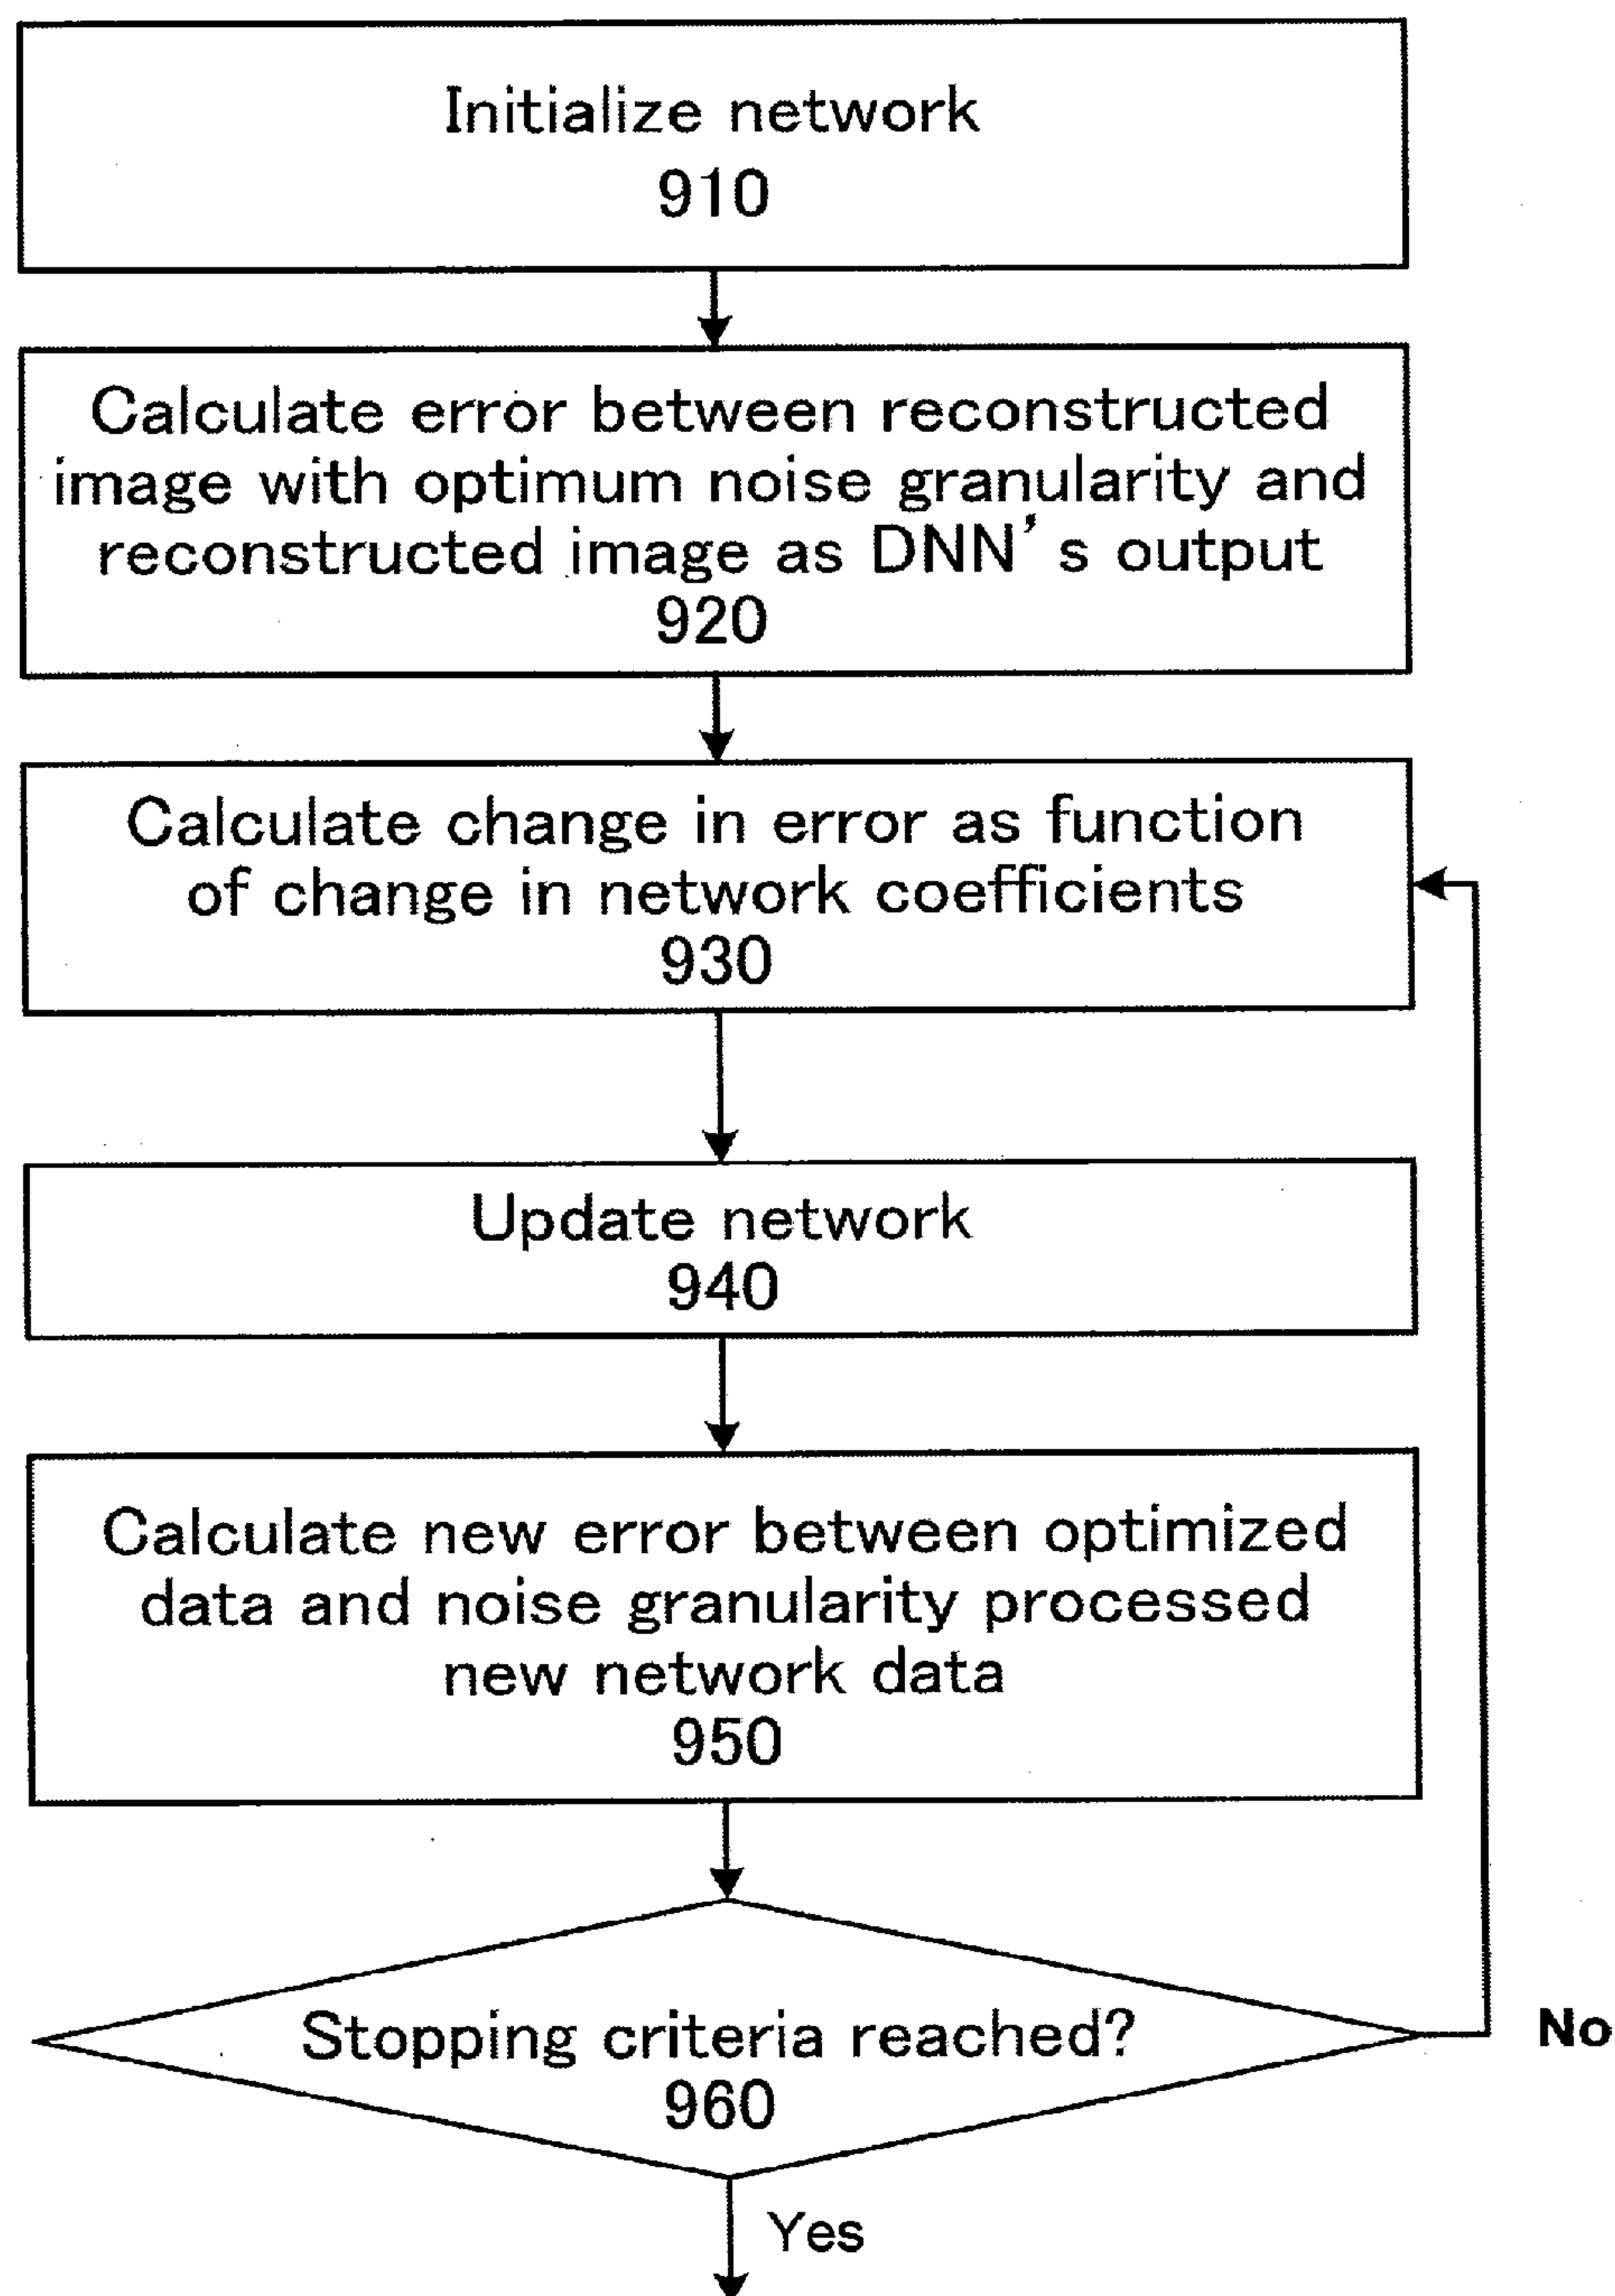 Initialize network
910
Calculate error between reconstructed
image with optimum noise granularity and
reconstructed image as DNN's output
920
Calculate change in error as function
of change in network coefficients
930
Update network
940
Calculate new error between optimized
data and noise granularity processed
new network data
950
Stopping criteria reached?
960
No
Yes